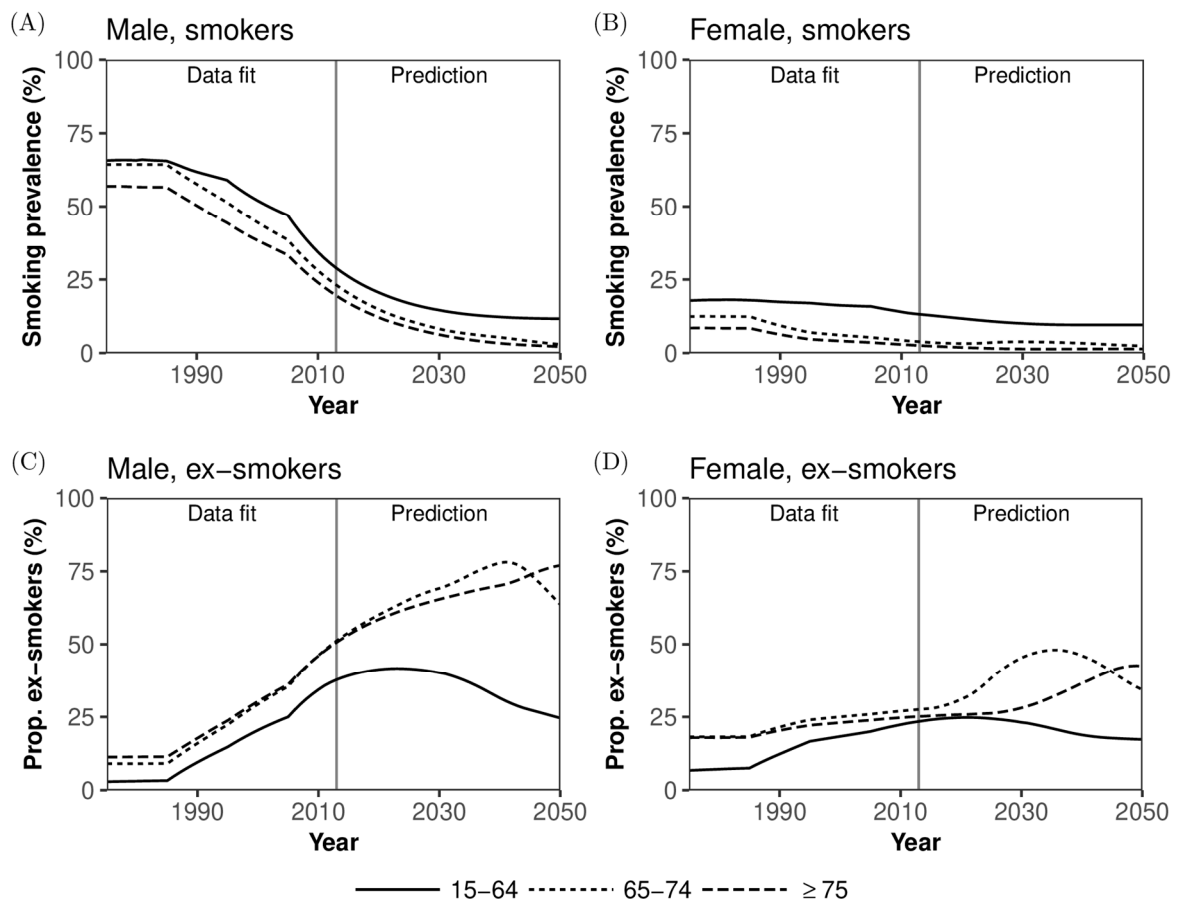 (A)
Male, smokers
Smoking prevalence (%)
100
75
50
25
0
Data fit
Prediction
1990
2010
2030
2050
Year
(B)
Female, smokers
Smoking prevalence (%)
100
75
50
25
0
Data fit
Prediction
1990
2010
2030
2050
Year
(C)
Male, ex−smokers
Prop. ex−smokers (%)
100
75
50
25
0
Data fit
Prediction
1990
2010
2030
2050
Year
(D)
Female, ex−smokers
Prop. ex−smokers (%)
100
75
50
25
0
Data fit
Prediction
1990
2010
2030
2050
Year
15−64
65−74
≥ 75